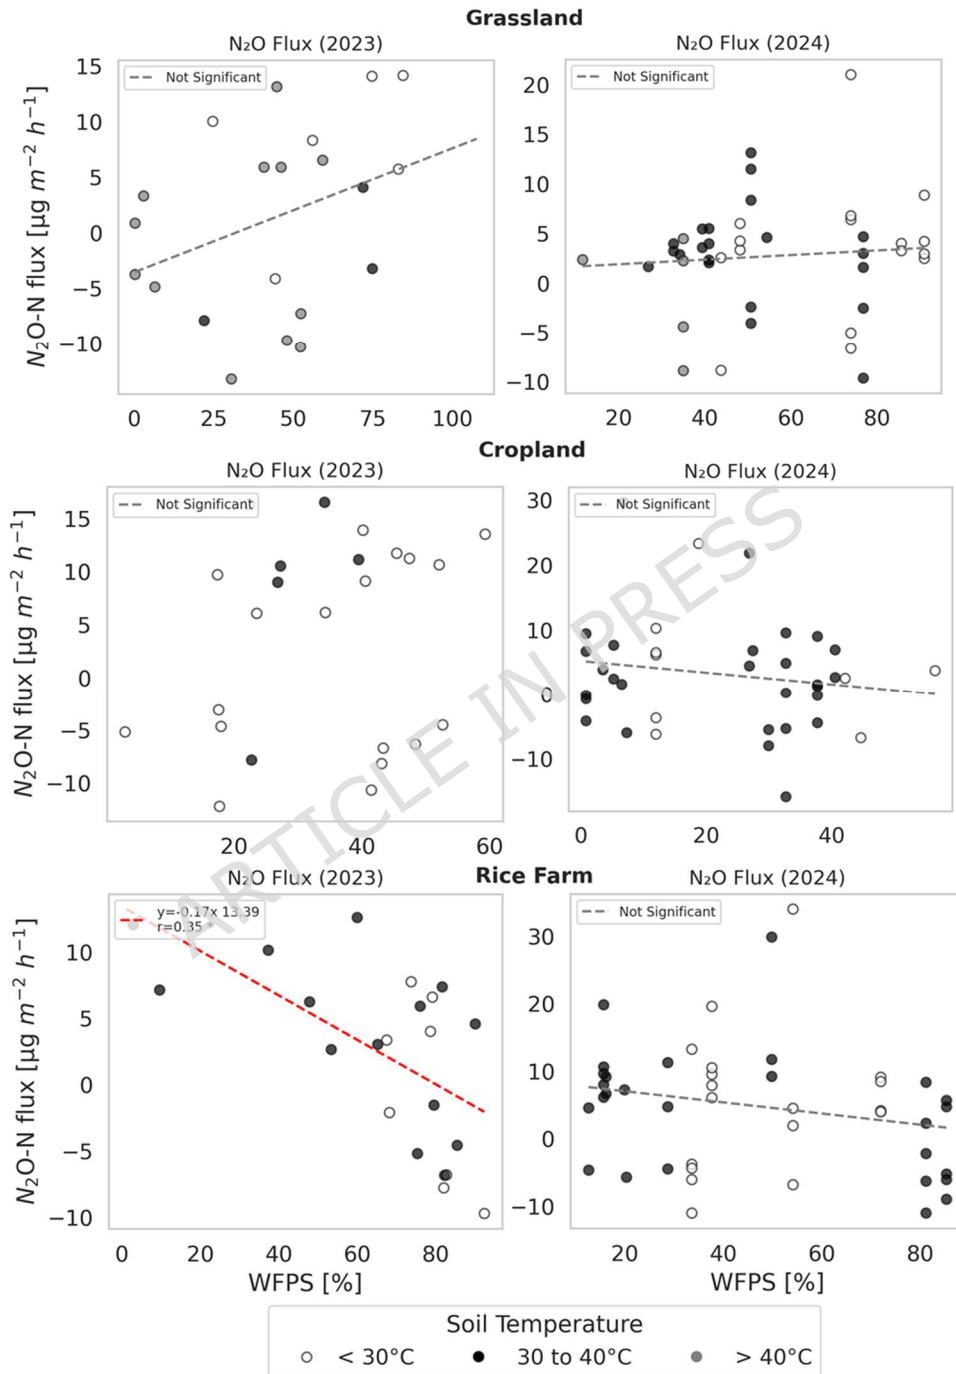 Grassland
N₂O Flux (2023)
N₂O Flux (2024)
Not Significant
Not Significant
N₂O-N flux [µg m⁻² h⁻¹]
15
10
5
0
−5
−10
0 25 50 75 100
20
15
10
5
0
−5
−10
20 40 60 80
Cropland
N₂O Flux (2023)
N₂O Flux (2024)
Not Significant
Not Significant
N₂O-N flux [µg m⁻² h⁻¹]
15
10
5
0
−5
−10
20 40 60
30
20
10
0
−10
0 20 40
Rice Farm
N₂O Flux (2023)
N₂O Flux (2024)
y=-0.17x 13.39
r=0.35 *
Not Significant
N₂O-N flux [µg m⁻² h⁻¹]
10
5
0
−5
−10
0 20 40 60 80
WFPS [%]
30
20
10
0
−10
20 40 60 80
WFPS [%]
Soil Temperature
< 30°C 30 to 40°C > 40°C
ARTICLE IN PRESS